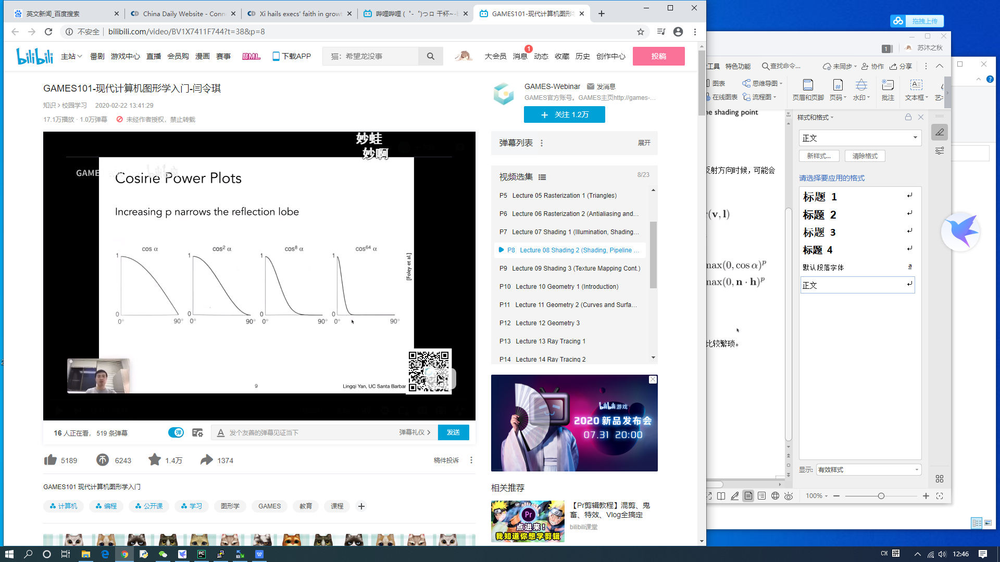 英文新闻_百度搜索
China Daily Website - Conn
Xi hails execs' faith in growt
哔哩哔哩 ( ゜- ゜)つロ 干杯~-b
GAMES101-现代计算机图形学
不安全
bilibili.com/video/BV1X7411F744?t=38&p=8
拖拽上传
bilibili
主站
番剧
游戏中心
直播
会员购
漫画
赛事
BML
下载APP
猫：希望龙没事
大会员
消息
1
动态
收藏
历史
创作中心
投稿
GAMES101-现代计算机图形学入门-闫令琪
知识
校园学习
2020-02-22 13:41:29
17.1万播放 · 1.0万弹幕
未经作者授权，禁止转载
GAMES-Webinar
发消息
GAMES官方账号。GAMES主页http://games-...
关注 1.2万
妙蛙
妙啊
GAME
Cosine Power Plots
Increasing p narrows the reflection lobe
cos α
cos² α
cos⁸ α
cos⁶⁴ α
1
1
1
1
0
0
0
0
0°
90°
0°
90°
0°
90°
0°
90°
[Foley et al.]
9
Lingqi Yan, UC Santa Barbar
弹幕列表
展开
视频选集
8/23
P5 Lecture 05 Rasterization 1 (Triangles)
P6 Lecture 06 Rasterization 2 (Antialiasing and...
P7 Lecture 07 Shading 1 (Illumination, Shading...
P8 Lecture 08 Shading 2 (Shading, Pipeline ...
P9 Lecture 09 Shading 3 (Texture Mapping Cont.)
P10 Lecture 10 Geometry 1 (Introduction)
P11 Lecture 11 Geometry 2 (Curves and Surfa...
P12 Lecture 12 Geometry 3
P13 Lecture 13 Ray Tracing 1
P14 Lecture 14 Ray Tracing 2
bilibili 游戏
2020 新品发布会
07.31 20:00
16 人正在看， 519 条弹幕
弹
发个友善的弹幕见证当下
弹幕礼仪
发送
5189
6243
1.4万
1374
稿件投诉
GAMES101 现代计算机图形学入门
计算机
编程
公开课
学习
图形学
GAMES
教育
课程
相关推荐
Pr
点进来！
我知道你想学剪辑
【Pr剪辑教程】混剪、鬼
畜、特效、Vlog全搞定
bilibili课堂
1
苏沐之秋
工具
特色功能
查找命令...
未同步
协作
分享
图表
思维导图
在线图表
流程图
页眉和页脚
页码
水印
批注
文本框
艺
he shading point
反射方向时候，可能会
(v, l)
max(0, cos α)ᵖ
max(0, n · h)ᵖ
比较繁琐。
样式和格式
正文
新样式...
清除格式
请选择要应用的格式
标题 1
标题 2
标题 3
标题 4
默认段落字体
a
正文
显示:
有效样式
100%
CH
拼
12:46